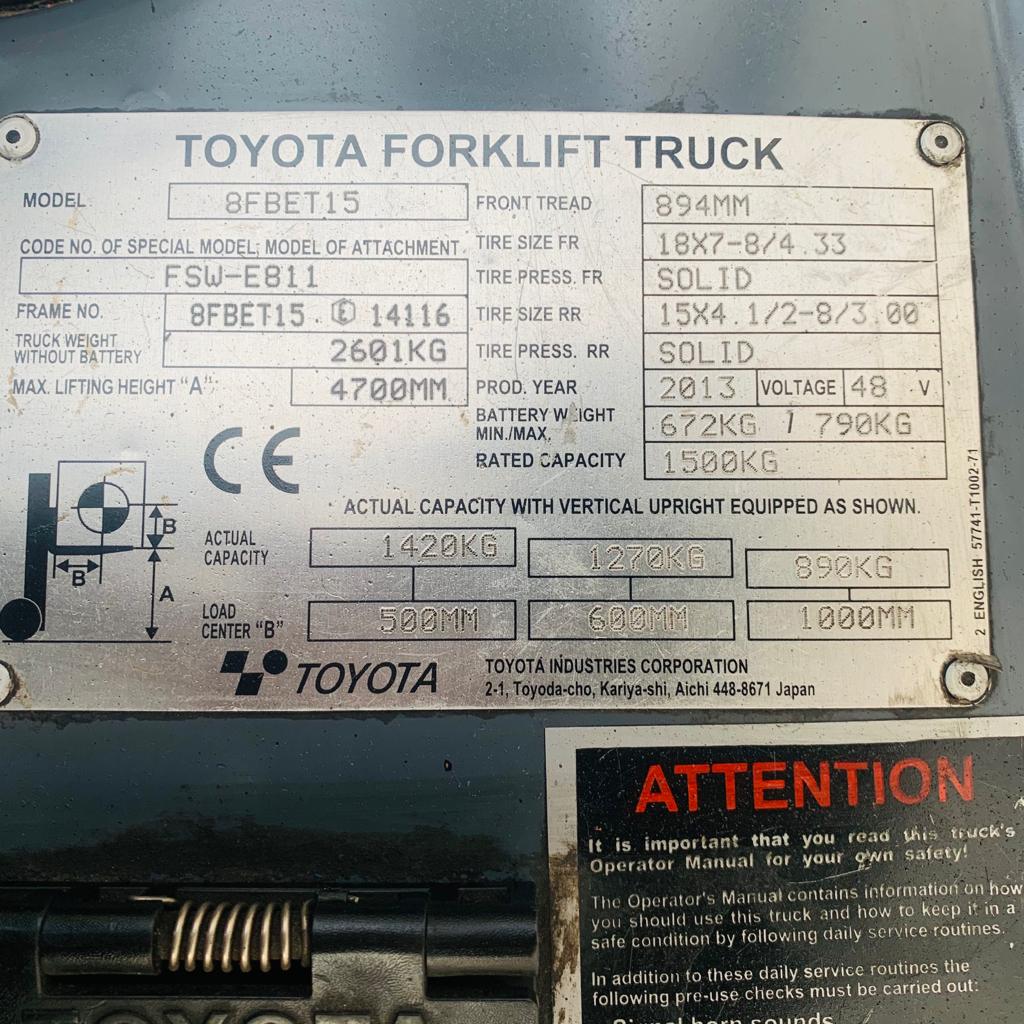 TOYOTA FORKLIFT TRUCK
MODEL 8FBET15
CODE NO. OF SPECIAL MODEL; MODEL OF ATTACHMENT.
FSW-E811
FRAME NO. 8FBET15 E 14116
TRUCK WEIGHT
WITHOUT BATTERY 2601KG
MAX. LIFTING HEIGHT "A" 4700MM
FRONT TREAD 894MM
TIRE SIZE FR 18X7-8/4.33
TIRE PRESS. FR SOLID
TIRE SIZE RR 15X4.1/2-8/3.00
TIRE PRESS. RR SOLID
PROD. YEAR 2013 VOLTAGE 48 V
BATTERY WEIGHT
MIN./MAX. 672KG / 790KG
RATED CAPACITY 1500KG
CE
ACTUAL CAPACITY WITH VERTICAL UPRIGHT EQUIPPED AS SHOWN.
B
B
A
ACTUAL
CAPACITY 1420KG 1270KG 890KG
LOAD
CENTER "B" 500MM 600MM 1000MM
2 ENGLISH 57741-T1002-71
TOYOTA
TOYOTA INDUSTRIES CORPORATION
2-1, Toyoda-cho, Kariya-shi, Aichi 448-8671 Japan
ATTENTION
It is important that you read this truck's
Operator Manual for your own safety!
The Operator's Manual contains information on how
you should use this truck and how to keep it in a
safe condition by following daily service routines.
In addition to these daily service routines the
following pre-use checks must be carried out:
Signal horn sounds
TOYOTA